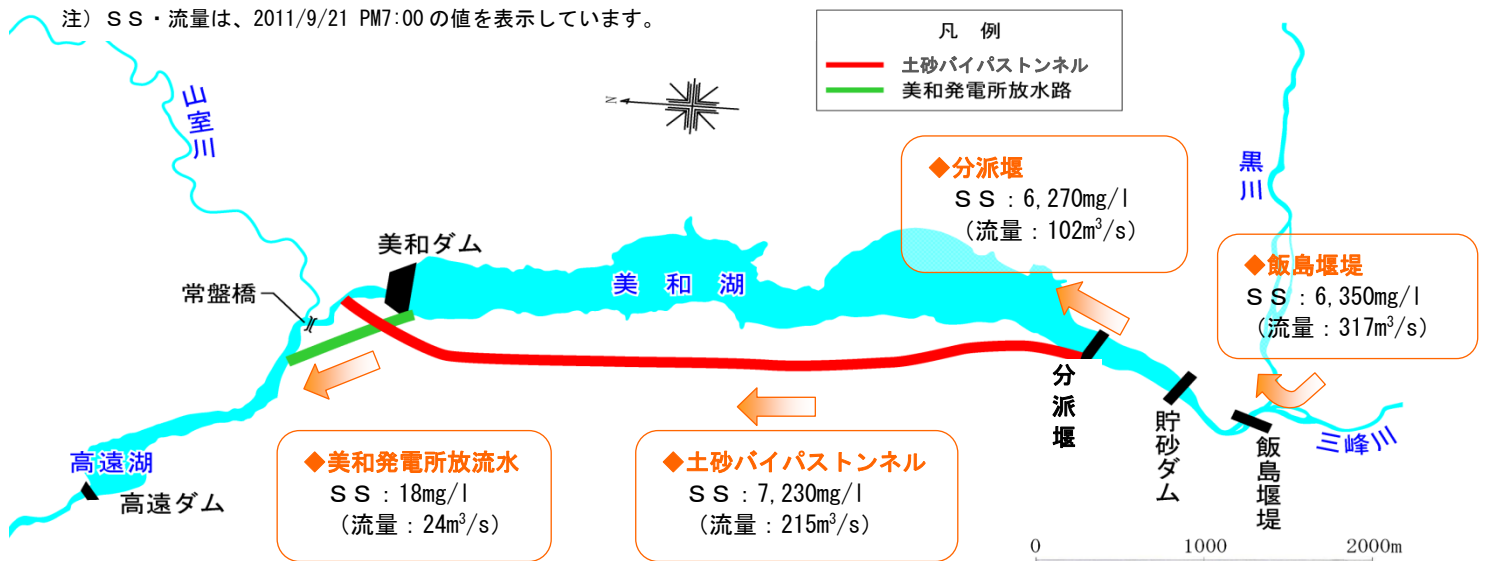 注）ＳＳ・流量は、2011/9/21 PM7:00 の値を表示しています。
凡　例
土砂バイパストンネル
美和発電所放水路
N
山室川
黒川
◆分派堰
ＳＳ：6,270mg/l
（流量：102m³/s）
◆飯島堰堤
ＳＳ：6,350mg/l
（流量：317m³/s）
美和ダム
美和湖
常盤橋
分派堰
貯砂ダム
飯島堰堤
三峰川
高遠湖
高遠ダム
◆美和発電所放流水
ＳＳ：18mg/l
（流量：24m³/s）
◆土砂バイパストンネル
ＳＳ：7,230mg/l
（流量：215m³/s）
0 1000 2000m